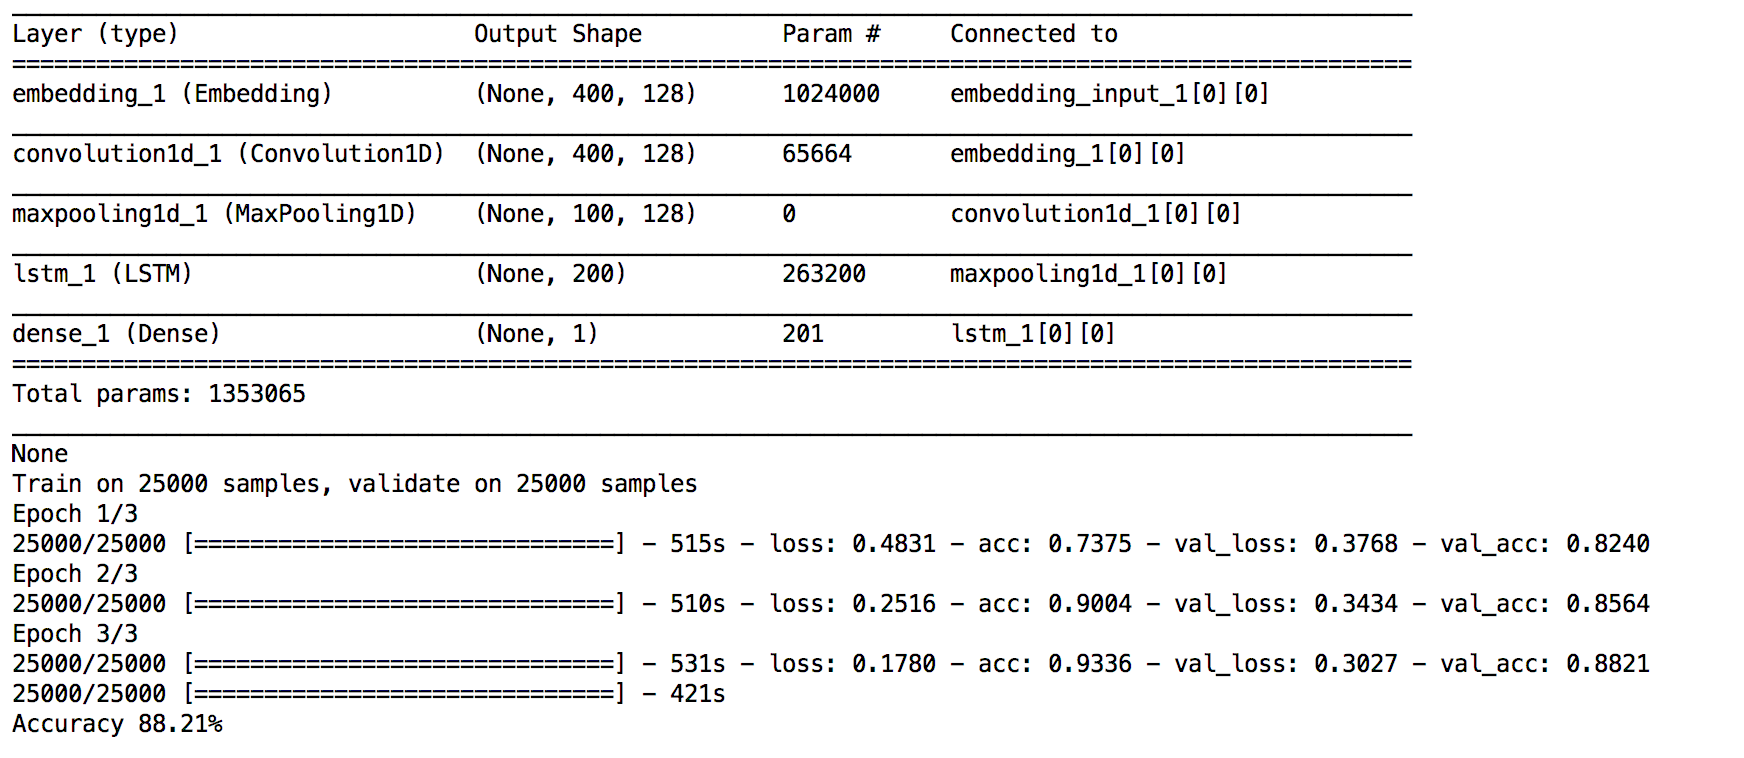 ____________________________________________________________________________________________________
Layer (type)                     Output Shape          Param #     Connected to
====================================================================================================
embedding_1 (Embedding)          (None, 400, 128)      1024000     embedding_input_1[0][0]
____________________________________________________________________________________________________
convolution1d_1 (Convolution1D)  (None, 400, 128)      65664       embedding_1[0][0]
____________________________________________________________________________________________________
maxpooling1d_1 (MaxPooling1D)    (None, 100, 128)      0           convolution1d_1[0][0]
____________________________________________________________________________________________________
lstm_1 (LSTM)                    (None, 200)           263200      maxpooling1d_1[0][0]
____________________________________________________________________________________________________
dense_1 (Dense)                  (None, 1)             201         lstm_1[0][0]
====================================================================================================
Total params: 1353065
____________________________________________________________________________________________________
None
Train on 25000 samples, validate on 25000 samples
Epoch 1/3
25000/25000 [==============================] - 515s - loss: 0.4831 - acc: 0.7375 - val_loss: 0.3768 - val_acc: 0.8240
Epoch 2/3
25000/25000 [==============================] - 510s - loss: 0.2516 - acc: 0.9004 - val_loss: 0.3434 - val_acc: 0.8564
Epoch 3/3
25000/25000 [==============================] - 531s - loss: 0.1780 - acc: 0.9336 - val_loss: 0.3027 - val_acc: 0.8821
25000/25000 [==============================] - 421s
Accuracy 88.21%